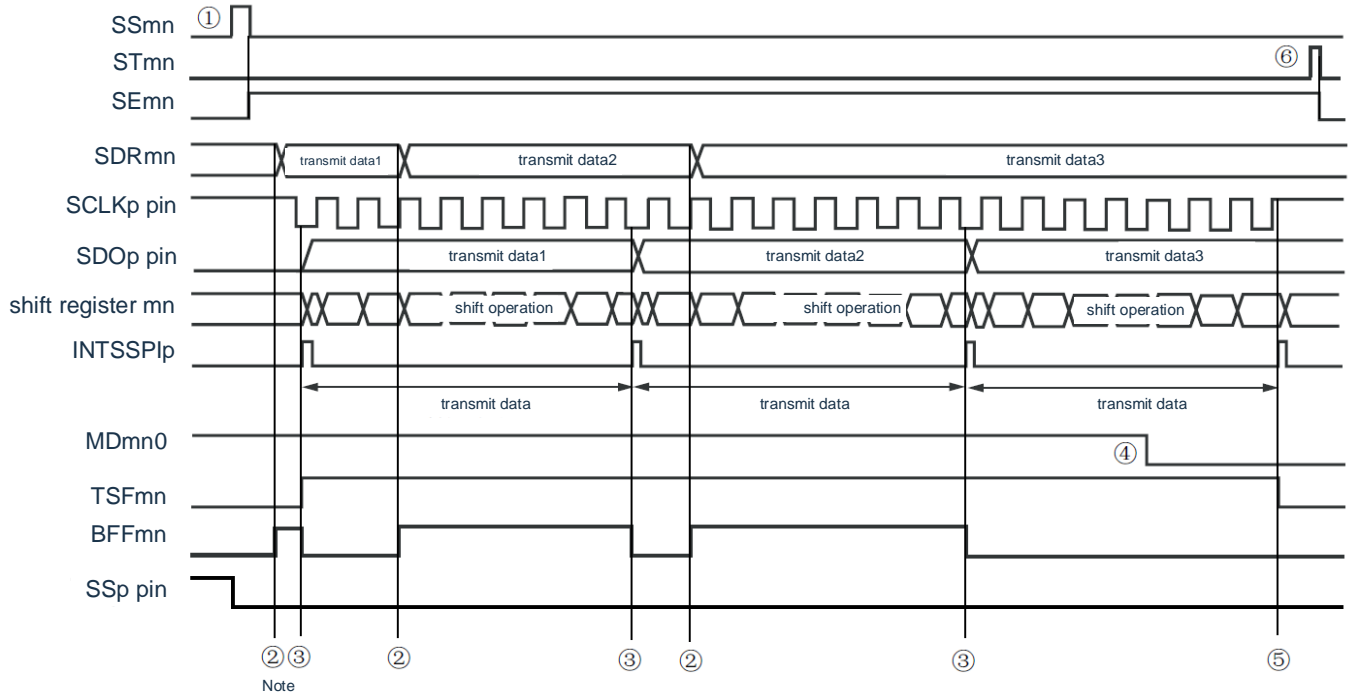 ① SSmn
STmn ⑥
SEmn
SDRmn transmit data1 transmit data2 transmit data3
SCLKp pin
SDOp pin transmit data1 transmit data2 transmit data3
shift register mn shift operation shift operation shift operation
INTSSPIp
transmit data transmit data transmit data
MDmn0 ④
TSFmn
BFFmn
SSp pin
② ③ ② ③ ② ③ ⑤
Note